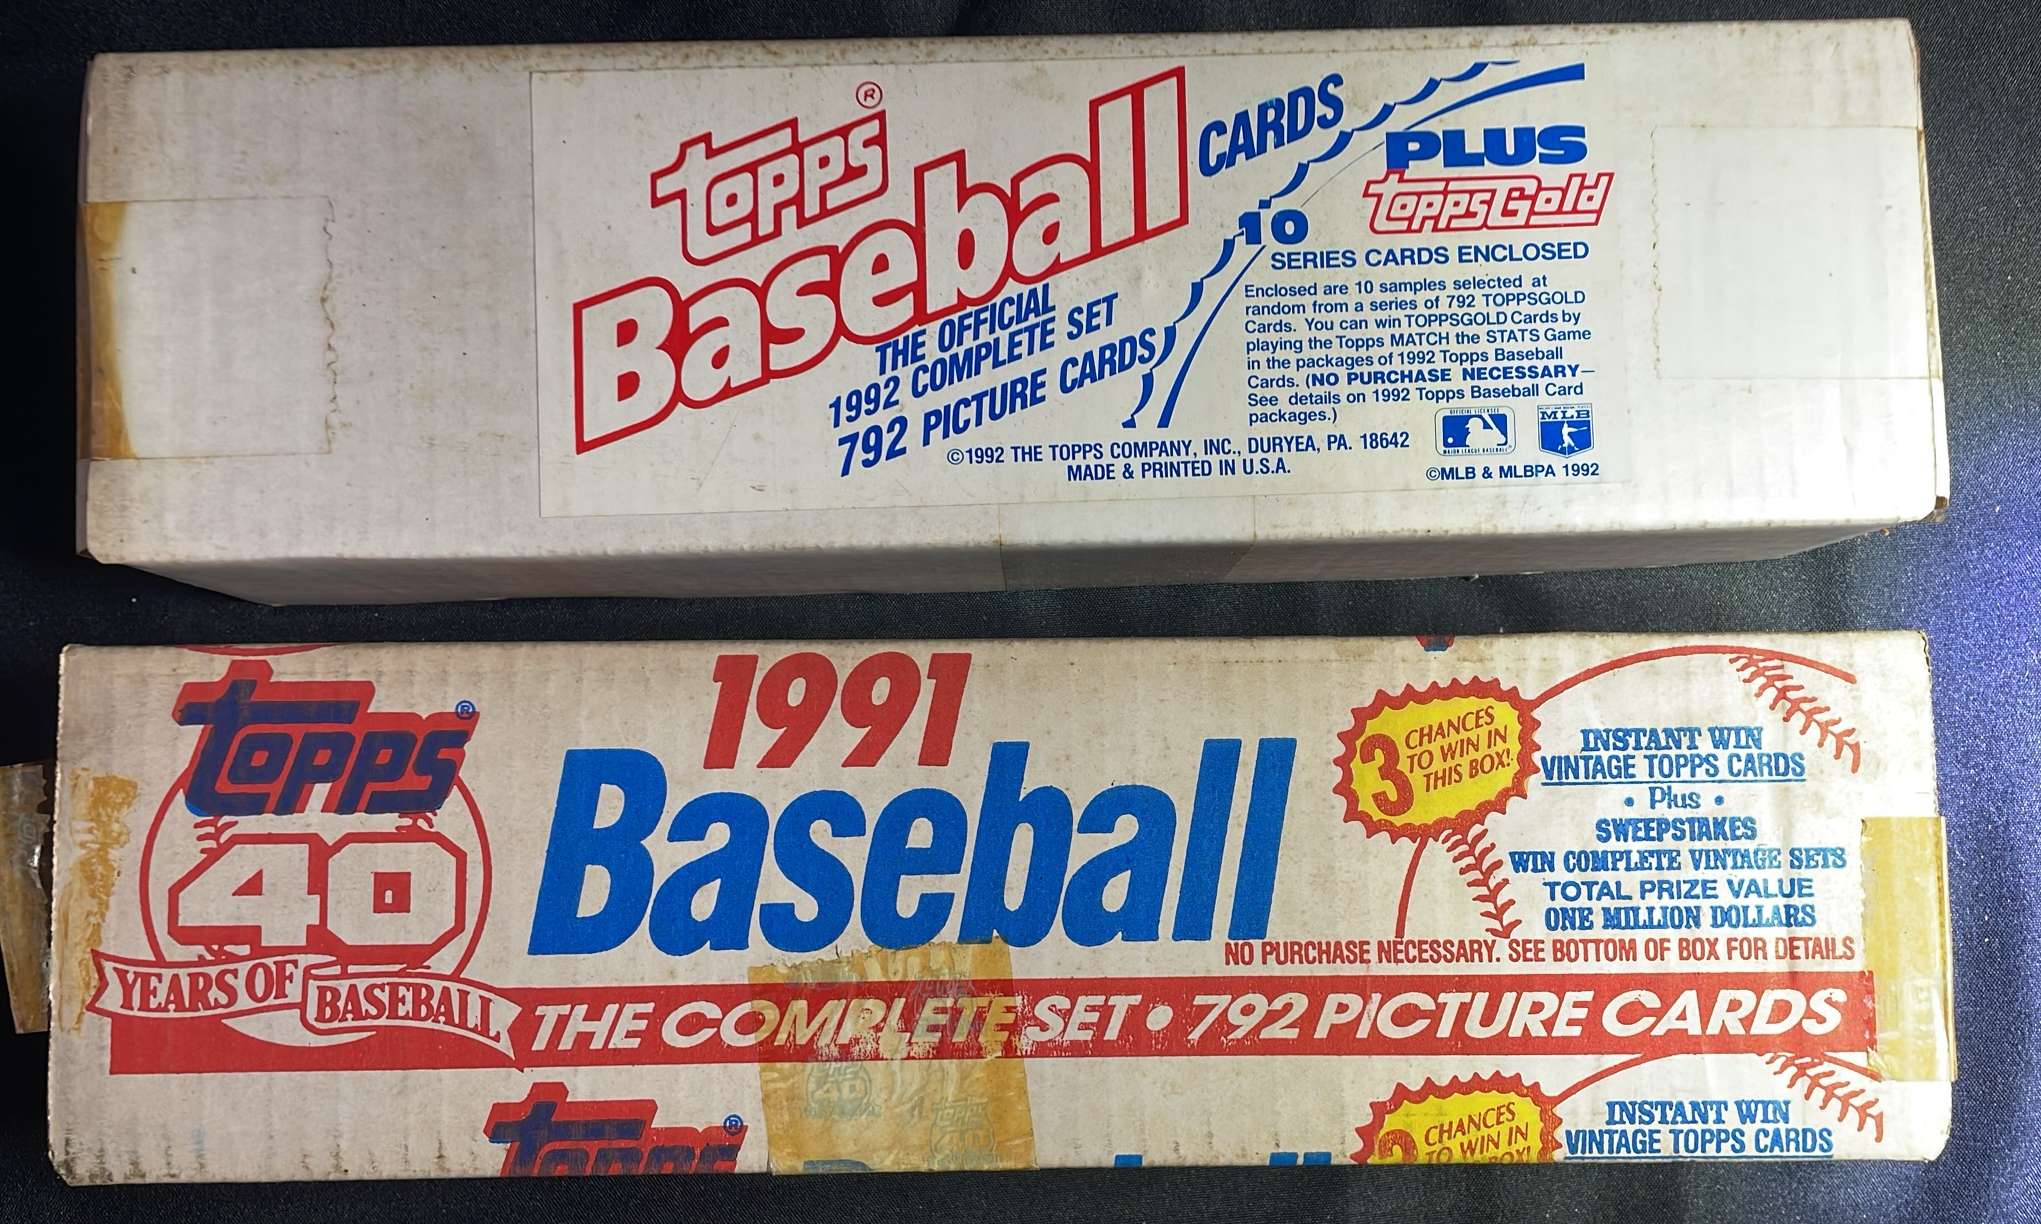 Topps®
Baseball CARDS
THE OFFICIAL
1992 COMPLETE SET
792 PICTURE CARDS
PLUS
10 ToppsGold
SERIES CARDS ENCLOSED
Enclosed are 10 samples selected at
random from a series of 792 TOPPSGOLD
Cards. You can win TOPPSGOLD Cards by
playing the Topps MATCH the STATS Game
in the packages of 1992 Topps Baseball
Cards. (NO PURCHASE NECESSARY—
See details on 1992 Topps Baseball Card
packages.)
©1992 THE TOPPS COMPANY, INC., DURYEA, PA. 18642
MADE & PRINTED IN U.S.A.
OFFICIAL LICENSEE
MAJOR LEAGUE BASEBALL
MLB
©MLB & MLBPA 1992
Topps®
40
YEARS OF BASEBALL
1991
Baseball
3 CHANCES
TO WIN IN
THIS BOX!
INSTANT WIN
VINTAGE TOPPS CARDS
• Plus •
SWEEPSTAKES
WIN COMPLETE VINTAGE SETS
TOTAL PRIZE VALUE
ONE MILLION DOLLARS
NO PURCHASE NECESSARY. SEE BOTTOM OF BOX FOR DETAILS
THE COMPLETE SET • 792 PICTURE CARDS
Topps®
3 CHANCES
TO WIN IN
BOX!
INSTANT WIN
VINTAGE TOPPS CARDS